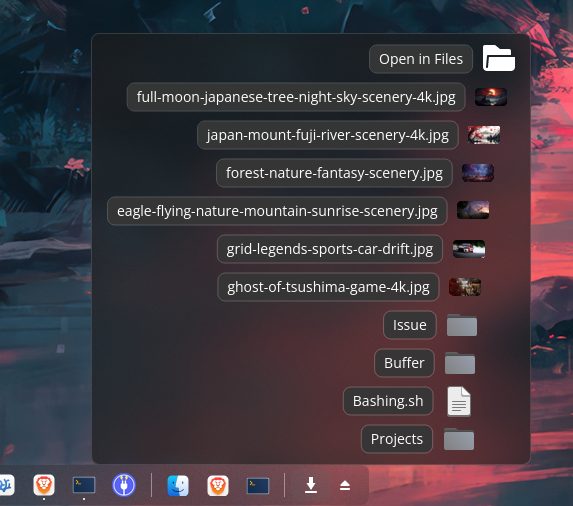 Open in Files
full-moon-japanese-tree-night-sky-scenery-4k.jpg
japan-mount-fuji-river-scenery-4k.jpg
forest-nature-fantasy-scenery.jpg
eagle-flying-nature-mountain-sunrise-scenery.jpg
grid-legends-sports-car-drift.jpg
ghost-of-tsushima-game-4k.jpg
Issue
Buffer
Bashing.sh
Projects